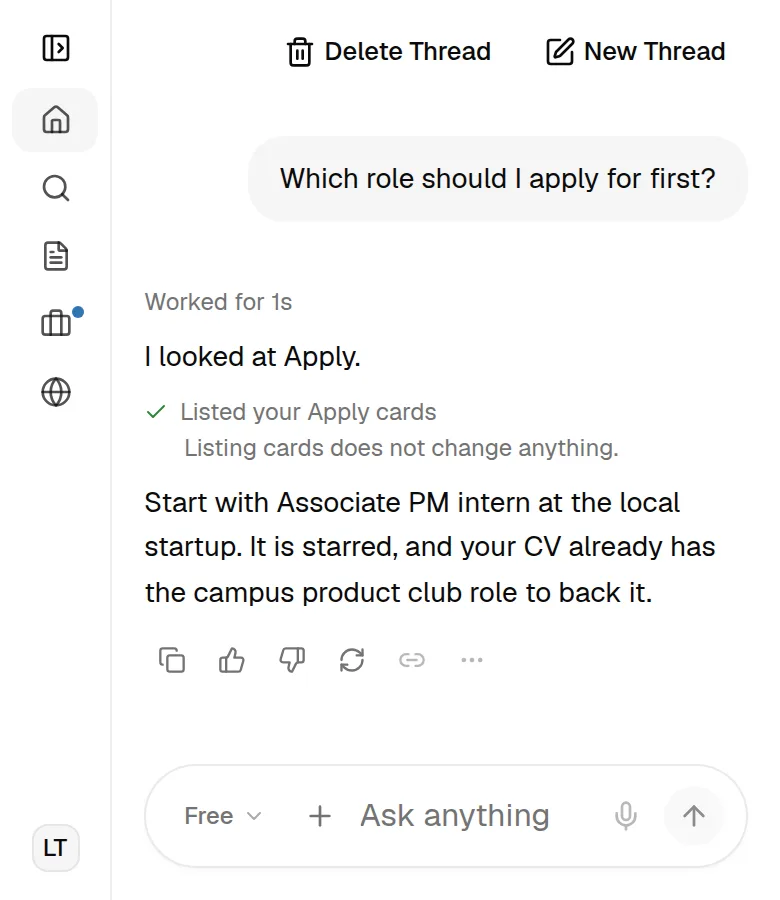 Delete Thread
New Thread
Which role should I apply for first?
Worked for 1s
I looked at Apply.
Listed your Apply cards
Listing cards does not change anything.
Start with Associate PM intern at the local
startup. It is starred, and your CV already has
the campus product club role to back it.
Free
Ask anything
LT